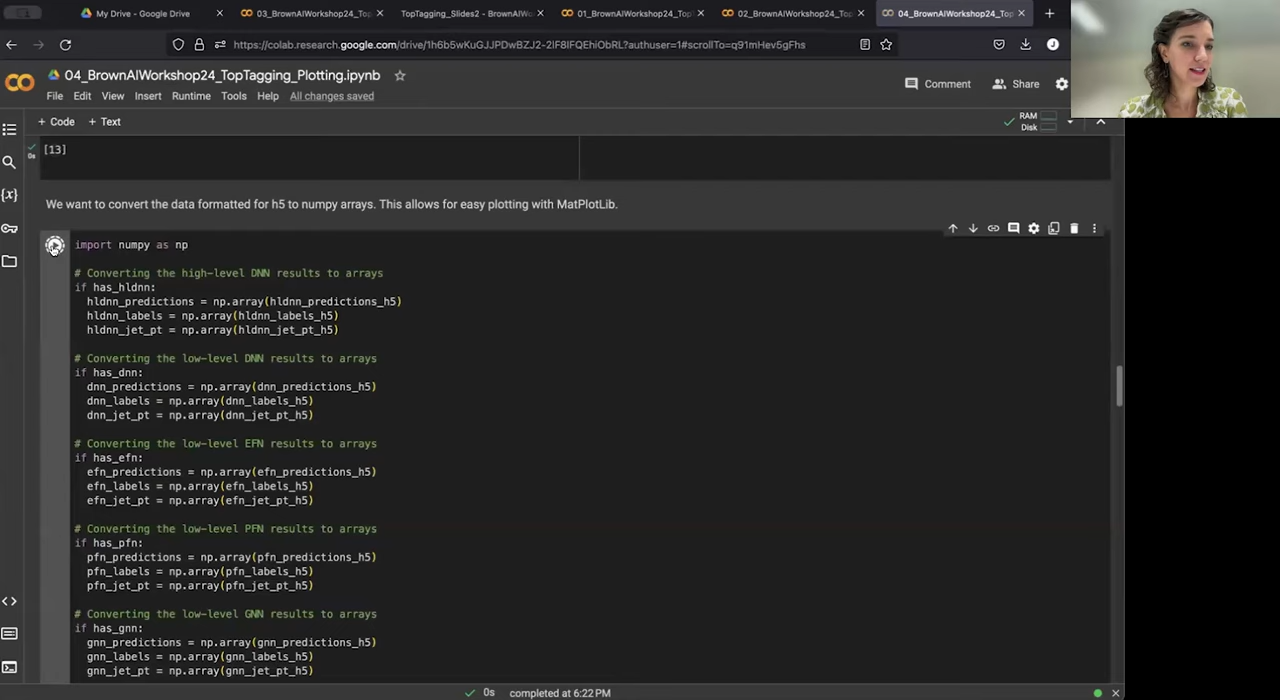 My Drive - Google Drive
03_BrownAIWorkshop24_TopT
TopTagging_Slides2 - BrownAIWo
01_BrownAIWorkshop24_TopT
02_BrownAIWorkshop24_TopT
04_BrownAIWorkshop24_Top
https://colab.research.google.com/drive/1h6b5wKuGJJPDwBZJ2-2IF8IFQEhiObRL?authuser=1#scrollTo=q91mHev5gFhs
04_BrownAIWorkshop24_TopTagging_Plotting.ipynb
File Edit View Insert Runtime Tools Help All changes saved
Comment
Share
+ Code + Text
RAM
Disk
[13]
0s
We want to convert the data formatted for h5 to numpy arrays. This allows for easy plotting with MatPlotLib.
import numpy as np
# Converting the high-level DNN results to arrays
if has_hldnn:
hldnn_predictions = np.array(hldnn_predictions_h5)
hldnn_labels = np.array(hldnn_labels_h5)
hldnn_jet_pt = np.array(hldnn_jet_pt_h5)
# Converting the low-level DNN results to arrays
if has_dnn:
dnn_predictions = np.array(dnn_predictions_h5)
dnn_labels = np.array(dnn_labels_h5)
dnn_jet_pt = np.array(dnn_jet_pt_h5)
# Converting the low-level EFN results to arrays
if has_efn:
efn_predictions = np.array(efn_predictions_h5)
efn_labels = np.array(efn_labels_h5)
efn_jet_pt = np.array(efn_jet_pt_h5)
# Converting the low-level PFN results to arrays
if has_pfn:
pfn_predictions = np.array(pfn_predictions_h5)
pfn_labels = np.array(pfn_labels_h5)
pfn_jet_pt = np.array(pfn_jet_pt_h5)
# Converting the low-level GNN results to arrays
if has_gnn:
gnn_predictions = np.array(gnn_predictions_h5)
gnn_labels = np.array(gnn_labels_h5)
gnn_jet_pt = np.array(gnn_jet_pt_h5)
0s completed at 6:22 PM